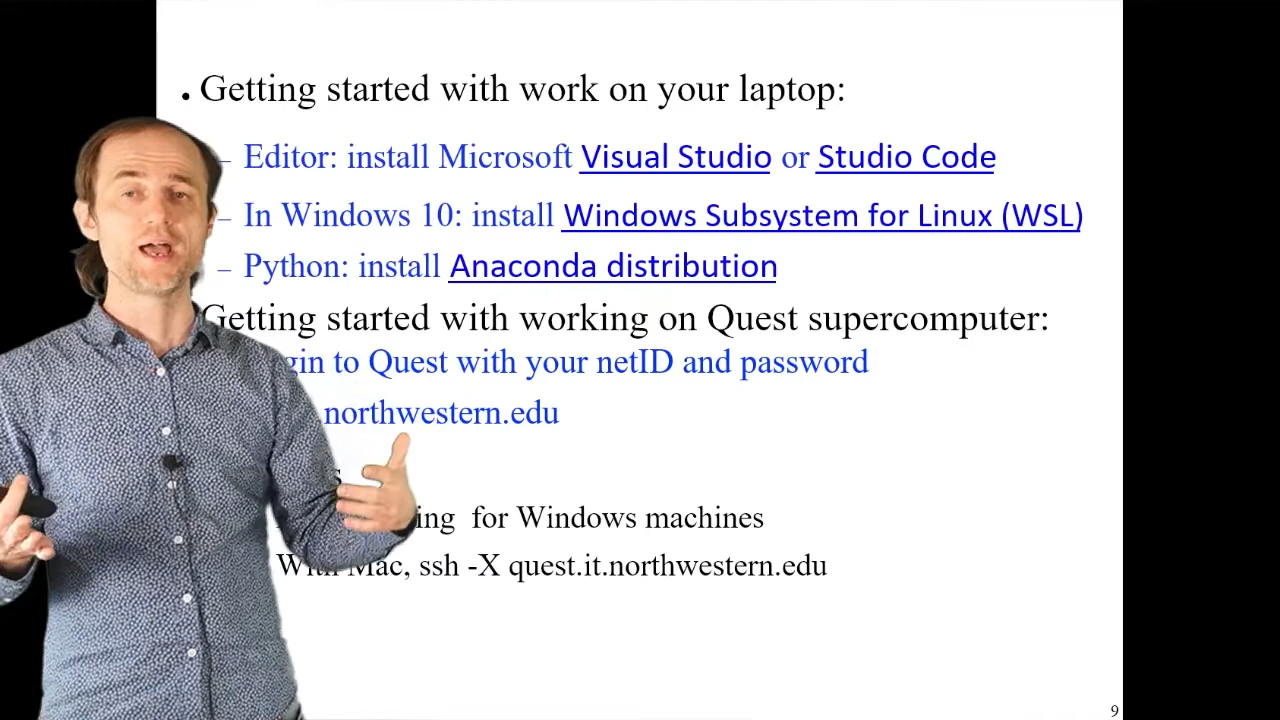 • Getting started with work on your laptop:
– Editor: install Microsoft Visual Studio or Studio Code
– In Windows 10: install Windows Subsystem for Linux (WSL)
– Python: install Anaconda distribution
Getting started with working on Quest supercomputer:
to Quest with your netID and password
northwestern.edu
for Windows machines
With Mac, ssh -X quest.it.northwestern.edu
9